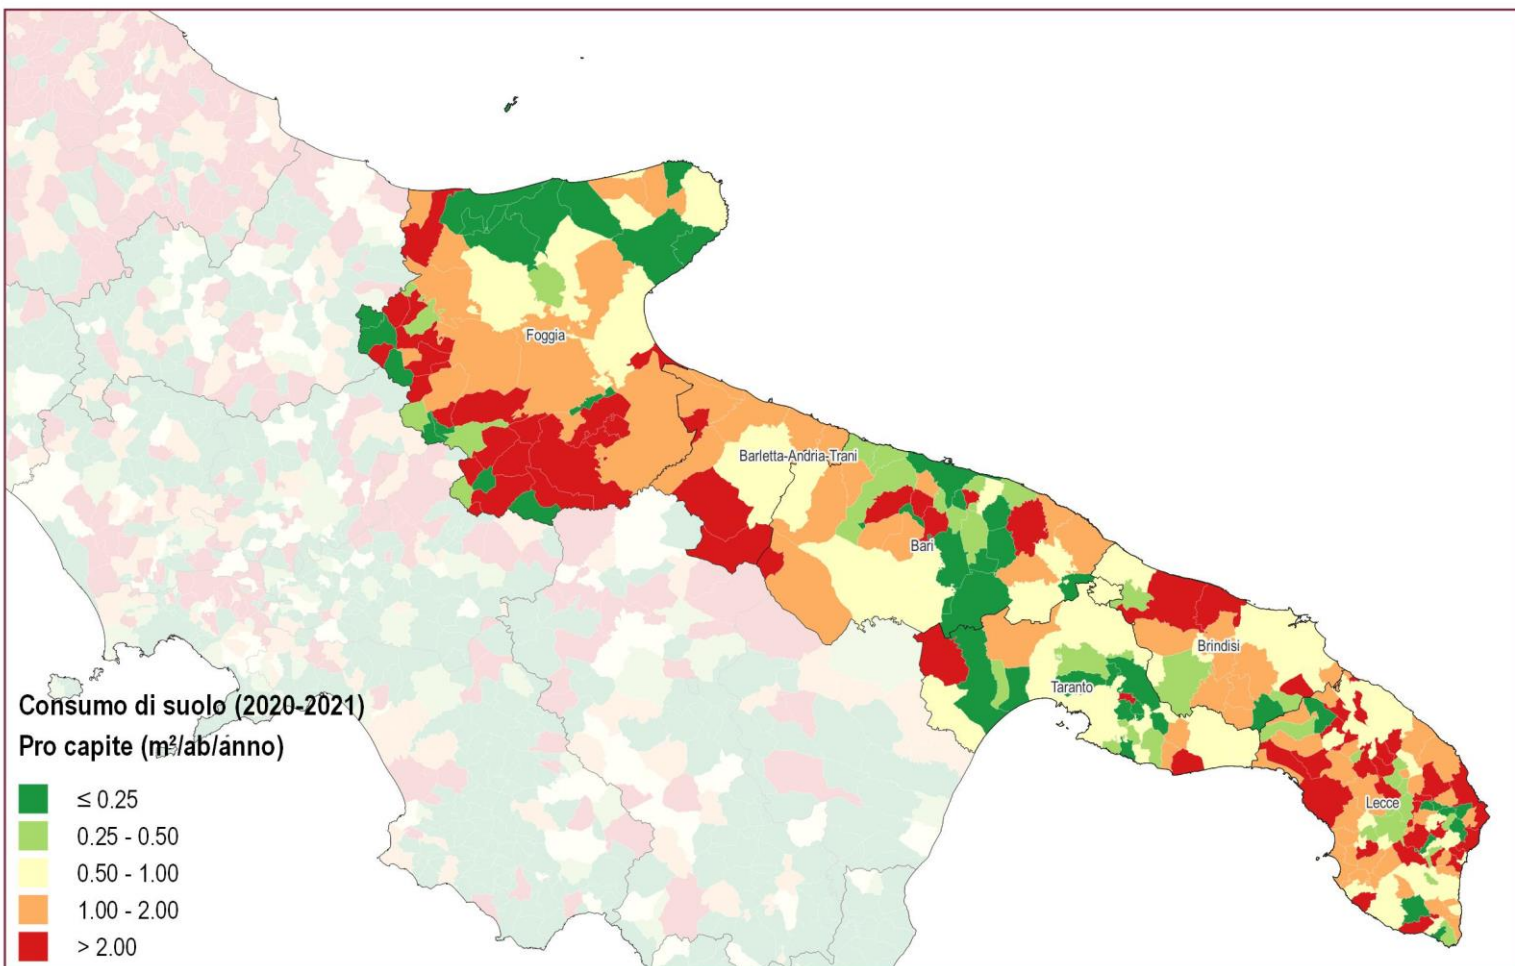 Foggia
Barletta-Andria-Trani
Bari
Brindisi
Taranto
Lecce
Consumo di suolo (2020-2021)
Pro capite (m²/ab/anno)
≤ 0.25
0.25 - 0.50
0.50 - 1.00
1.00 - 2.00
> 2.00